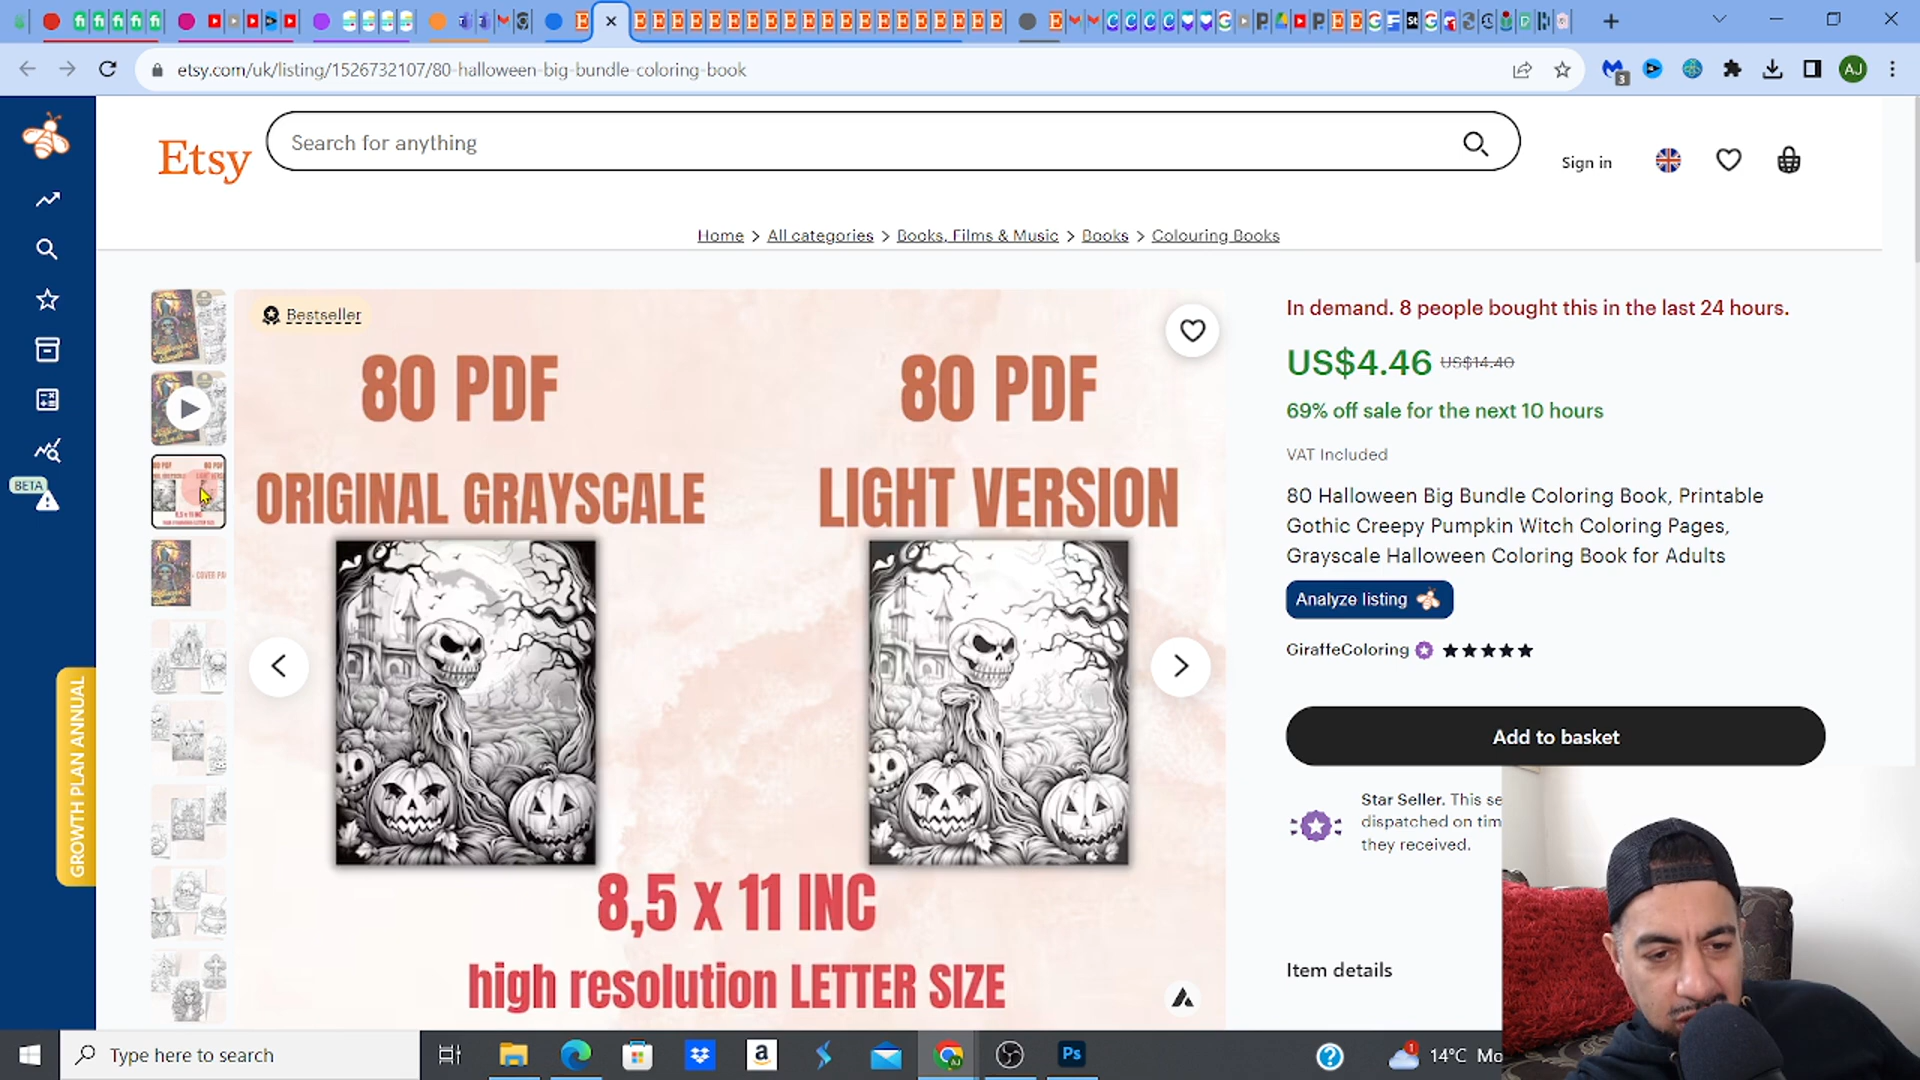 etsy.com/uk/listing/1526732107/80-halloween-big-bundle-coloring-book
3
AJ
Etsy
Search for anything
Sign in
Home > All categories > Books, Films & Music > Books > Colouring Books
Bestseller
80 PDF
80 PDF
ORIGINAL GRAYSCALE
LIGHT VERSION
8,5 x 11 INC
high resolution LETTER SIZE
In demand. 8 people bought this in the last 24 hours.
US$4.46 US$14.40
69% off sale for the next 10 hours
VAT Included
80 Halloween Big Bundle Coloring Book, Printable
Gothic Creepy Pumpkin Witch Coloring Pages,
Grayscale Halloween Coloring Book for Adults
Analyze listing
GiraffeColoring
Add to basket
Star Seller. This se
dispatched on tim
they received.
Item details
BETA
GROWTH PLAN ANNUAL
Type here to search
Ps
1
14°C Mo